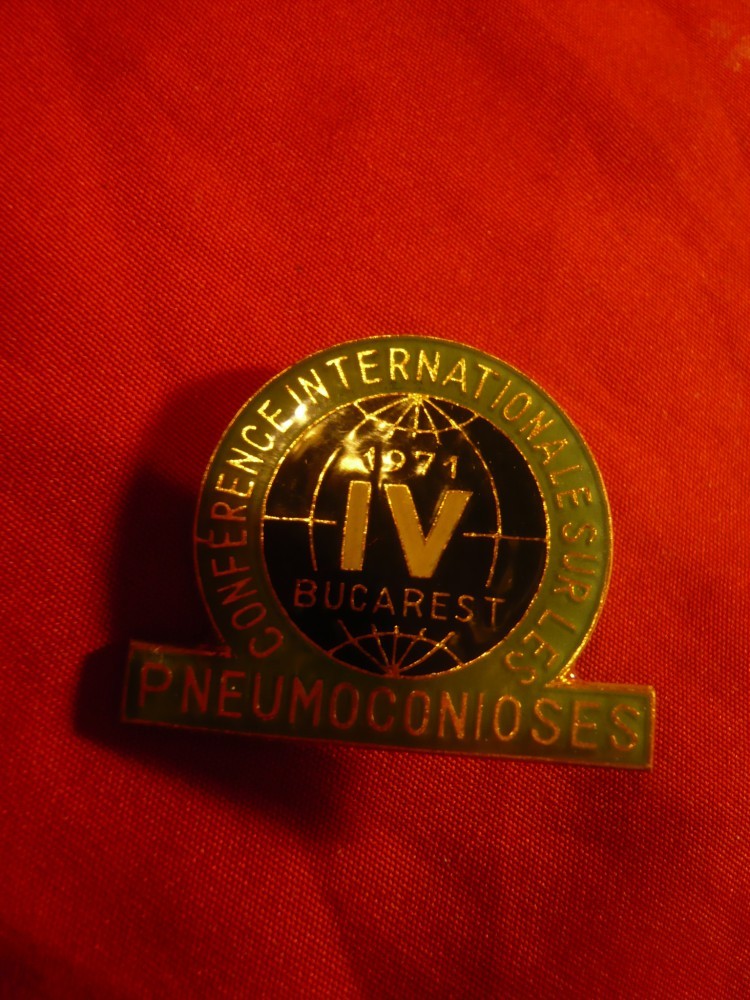 CONFÉRENCE INTERNATIONALE SUR LES
1971
IV
BUCAREST
PNEUMOCONIOSES